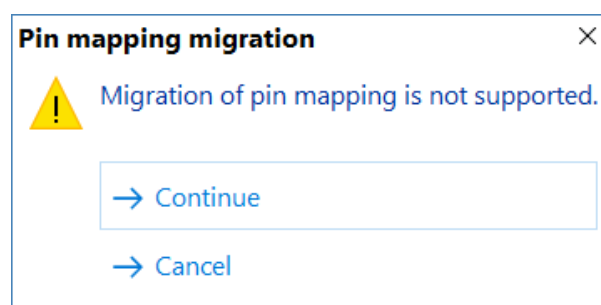 Pin mapping migration
Migration of pin mapping is not supported.
→ Continue
→ Cancel